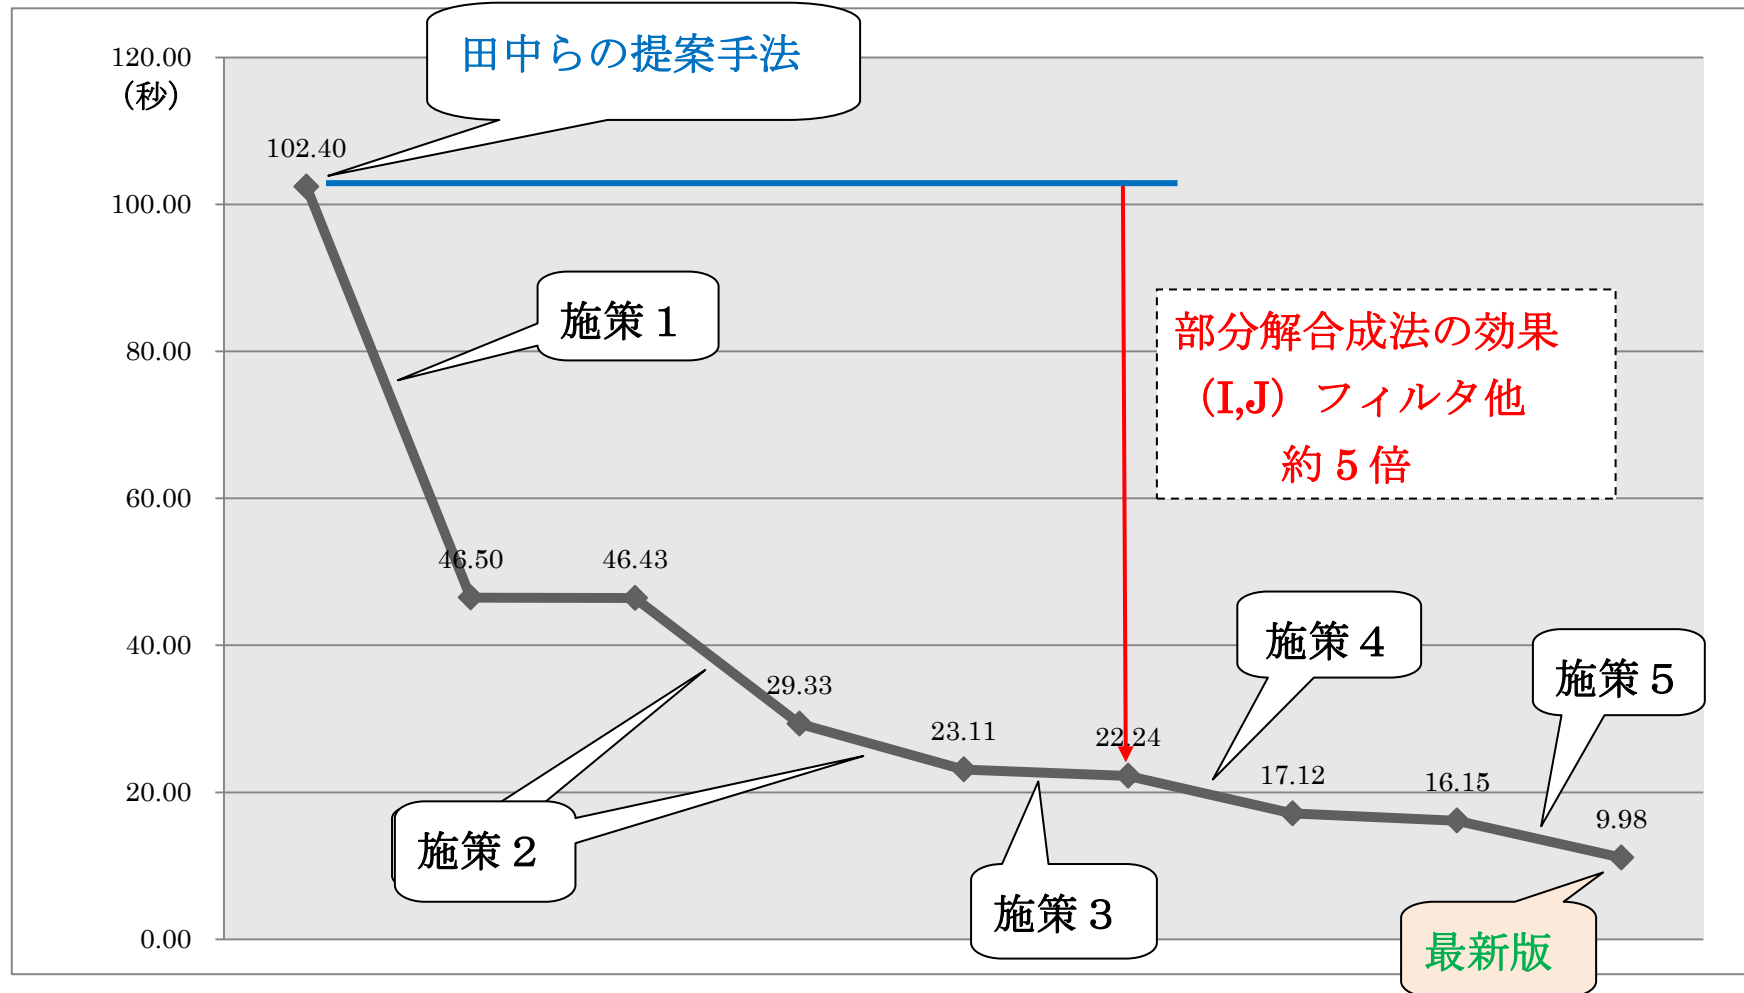 田中らの提案手法
120.00
（秒）
102.40
100.00
施策１
部分解合成法の効果
（I,J）フィルタ他
約５倍
80.00
60.00
46.50
46.43
40.00
施策４
施策５
29.33
23.11
22.24
17.12
16.15
9.98
20.00
施策２
施策３
最新版
0.00